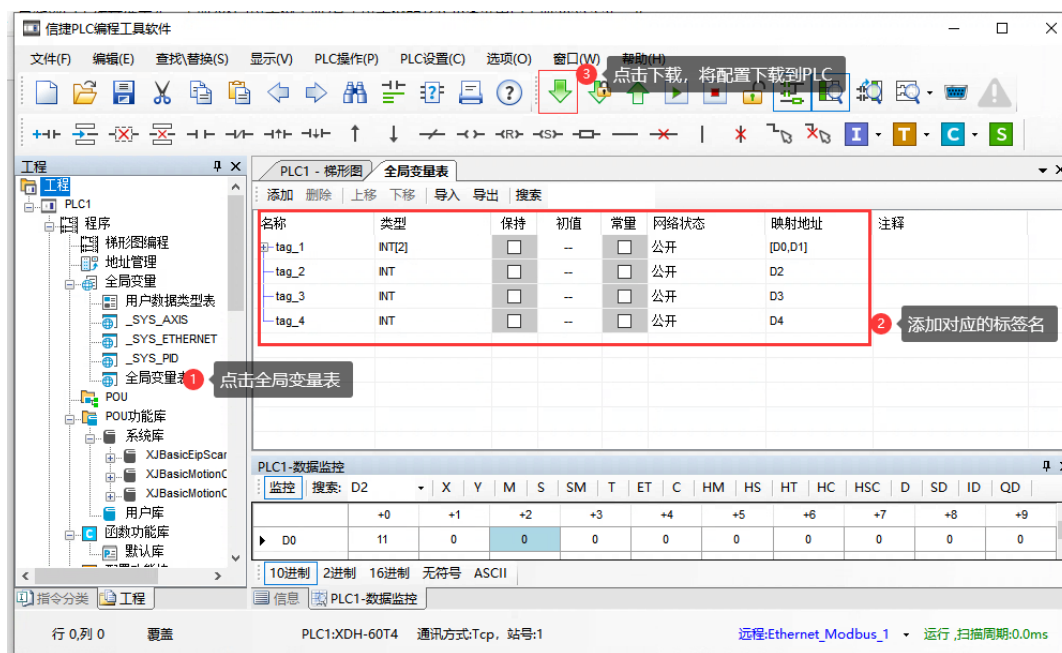 信捷PLC编程工具软件
文件(F) 编辑(E) 查找\替换(S) 显示(V) PLC操作(P) PLC设置(C) 选项(O) 窗口(W) 帮助(H)
3 点击下载，将配置下载到PLC
-(R)- -(S)- I T C S
工程
PLC1 - 梯形图 全局变量表
工程
添加 删除 上移 下移 导入 导出 搜索
PLC1
程序
梯形图编程
地址管理
全局变量
用户数据类型表
_SYS_AXIS
_SYS_ETHERNET
_SYS_PID
全局变量表
1 点击全局变量表
POU
POU功能库
系统库
XJBasicEipScar
XJBasicMotionC
XJBasicMotionC
用户库
函数功能库
默认库
名称 类型 保持 初值 常量 网络状态 映射地址 注释
tag_1 INT[2] -- 公开 [D0,D1]
tag_2 INT -- 公开 D2
tag_3 INT -- 公开 D3
tag_4 INT -- 公开 D4
2 添加对应的标签名
PLC1-数据监控
监控 搜索: D2 X Y M S SM T ET C HM HS HT HC HSC D SD ID QD
+0 +1 +2 +3 +4 +5 +6 +7 +8 +9
D0 11 0 0 0 0 0 0 0 0 0
10进制 2进制 16进制 无符号 ASCII
指令分类 工程 信息 PLC1-数据监控
行 0,列 0 覆盖 PLC1:XDH-60T4 通讯方式:Tcp，站号:1 远程:Ethernet_Modbus_1 运行 ,扫描周期:0.0ms